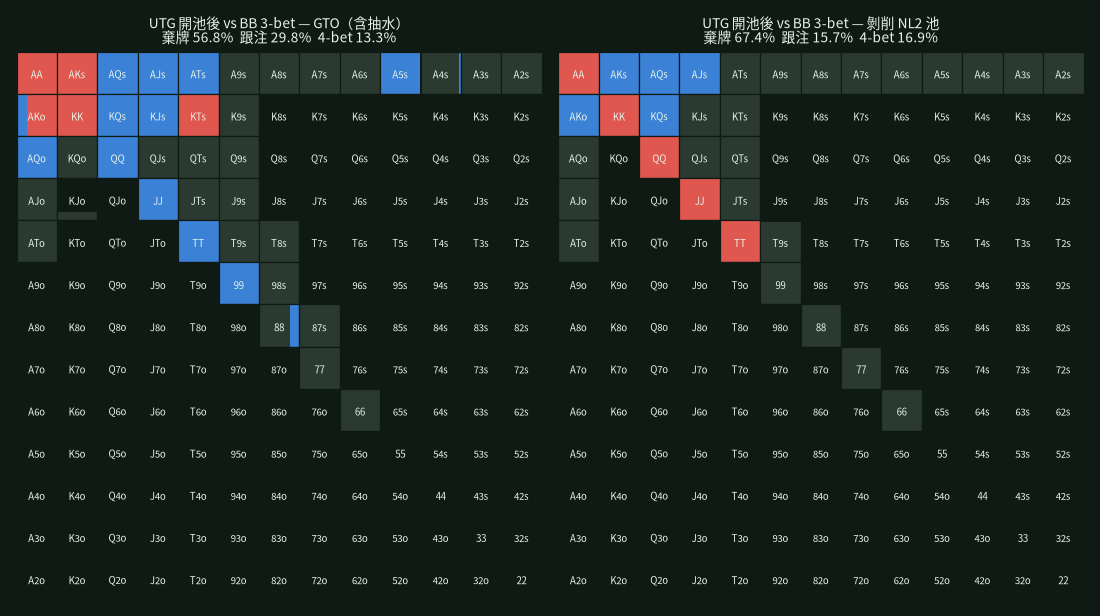 UTG 開池後 vs BB 3-bet — GTO（含抽水）
棄牌 56.8%  跟注 29.8%  4-bet 13.3%
AA AKs AQs AJs ATs A9s A8s A7s A6s A5s A4s A3s A2s
AKo KK KQs KJs KTs K9s K8s K7s K6s K5s K4s K3s K2s
AQo KQo QQ QJs QTs Q9s Q8s Q7s Q6s Q5s Q4s Q3s Q2s
AJo KJo QJo JJ JTs J9s J8s J7s J6s J5s J4s J3s J2s
ATo KTo QTo JTo TT T9s T8s T7s T6s T5s T4s T3s T2s
A9o K9o Q9o J9o T9o 99 98s 97s 96s 95s 94s 93s 92s
A8o K8o Q8o J8o T8o 98o 88 87s 86s 85s 84s 83s 82s
A7o K7o Q7o J7o T7o 97o 87o 77 76s 75s 74s 73s 72s
A6o K6o Q6o J6o T6o 96o 86o 76o 66 65s 64s 63s 62s
A5o K5o Q5o J5o T5o 95o 85o 75o 65o 55 54s 53s 52s
A4o K4o Q4o J4o T4o 94o 84o 74o 64o 54o 44 43s 42s
A3o K3o Q3o J3o T3o 93o 83o 73o 63o 53o 43o 33 32s
A2o K2o Q2o J2o T2o 92o 82o 72o 62o 52o 42o 32o 22
UTG 開池後 vs BB 3-bet — 剝削 NL2 池
棄牌 67.4%  跟注 15.7%  4-bet 16.9%
AA AKs AQs AJs ATs A9s A8s A7s A6s A5s A4s A3s A2s
AKo KK KQs KJs KTs K9s K8s K7s K6s K5s K4s K3s K2s
AQo KQo QQ QJs QTs Q9s Q8s Q7s Q6s Q5s Q4s Q3s Q2s
AJo KJo QJo JJ JTs J9s J8s J7s J6s J5s J4s J3s J2s
ATo KTo QTo JTo TT T9s T8s T7s T6s T5s T4s T3s T2s
A9o K9o Q9o J9o T9o 99 98s 97s 96s 95s 94s 93s 92s
A8o K8o Q8o J8o T8o 98o 88 87s 86s 85s 84s 83s 82s
A7o K7o Q7o J7o T7o 97o 87o 77 76s 75s 74s 73s 72s
A6o K6o Q6o J6o T6o 96o 86o 76o 66 65s 64s 63s 62s
A5o K5o Q5o J5o T5o 95o 85o 75o 65o 55 54s 53s 52s
A4o K4o Q4o J4o T4o 94o 84o 74o 64o 54o 44 43s 42s
A3o K3o Q3o J3o T3o 93o 83o 73o 63o 53o 43o 33 32s
A2o K2o Q2o J2o T2o 92o 82o 72o 62o 52o 42o 32o 22